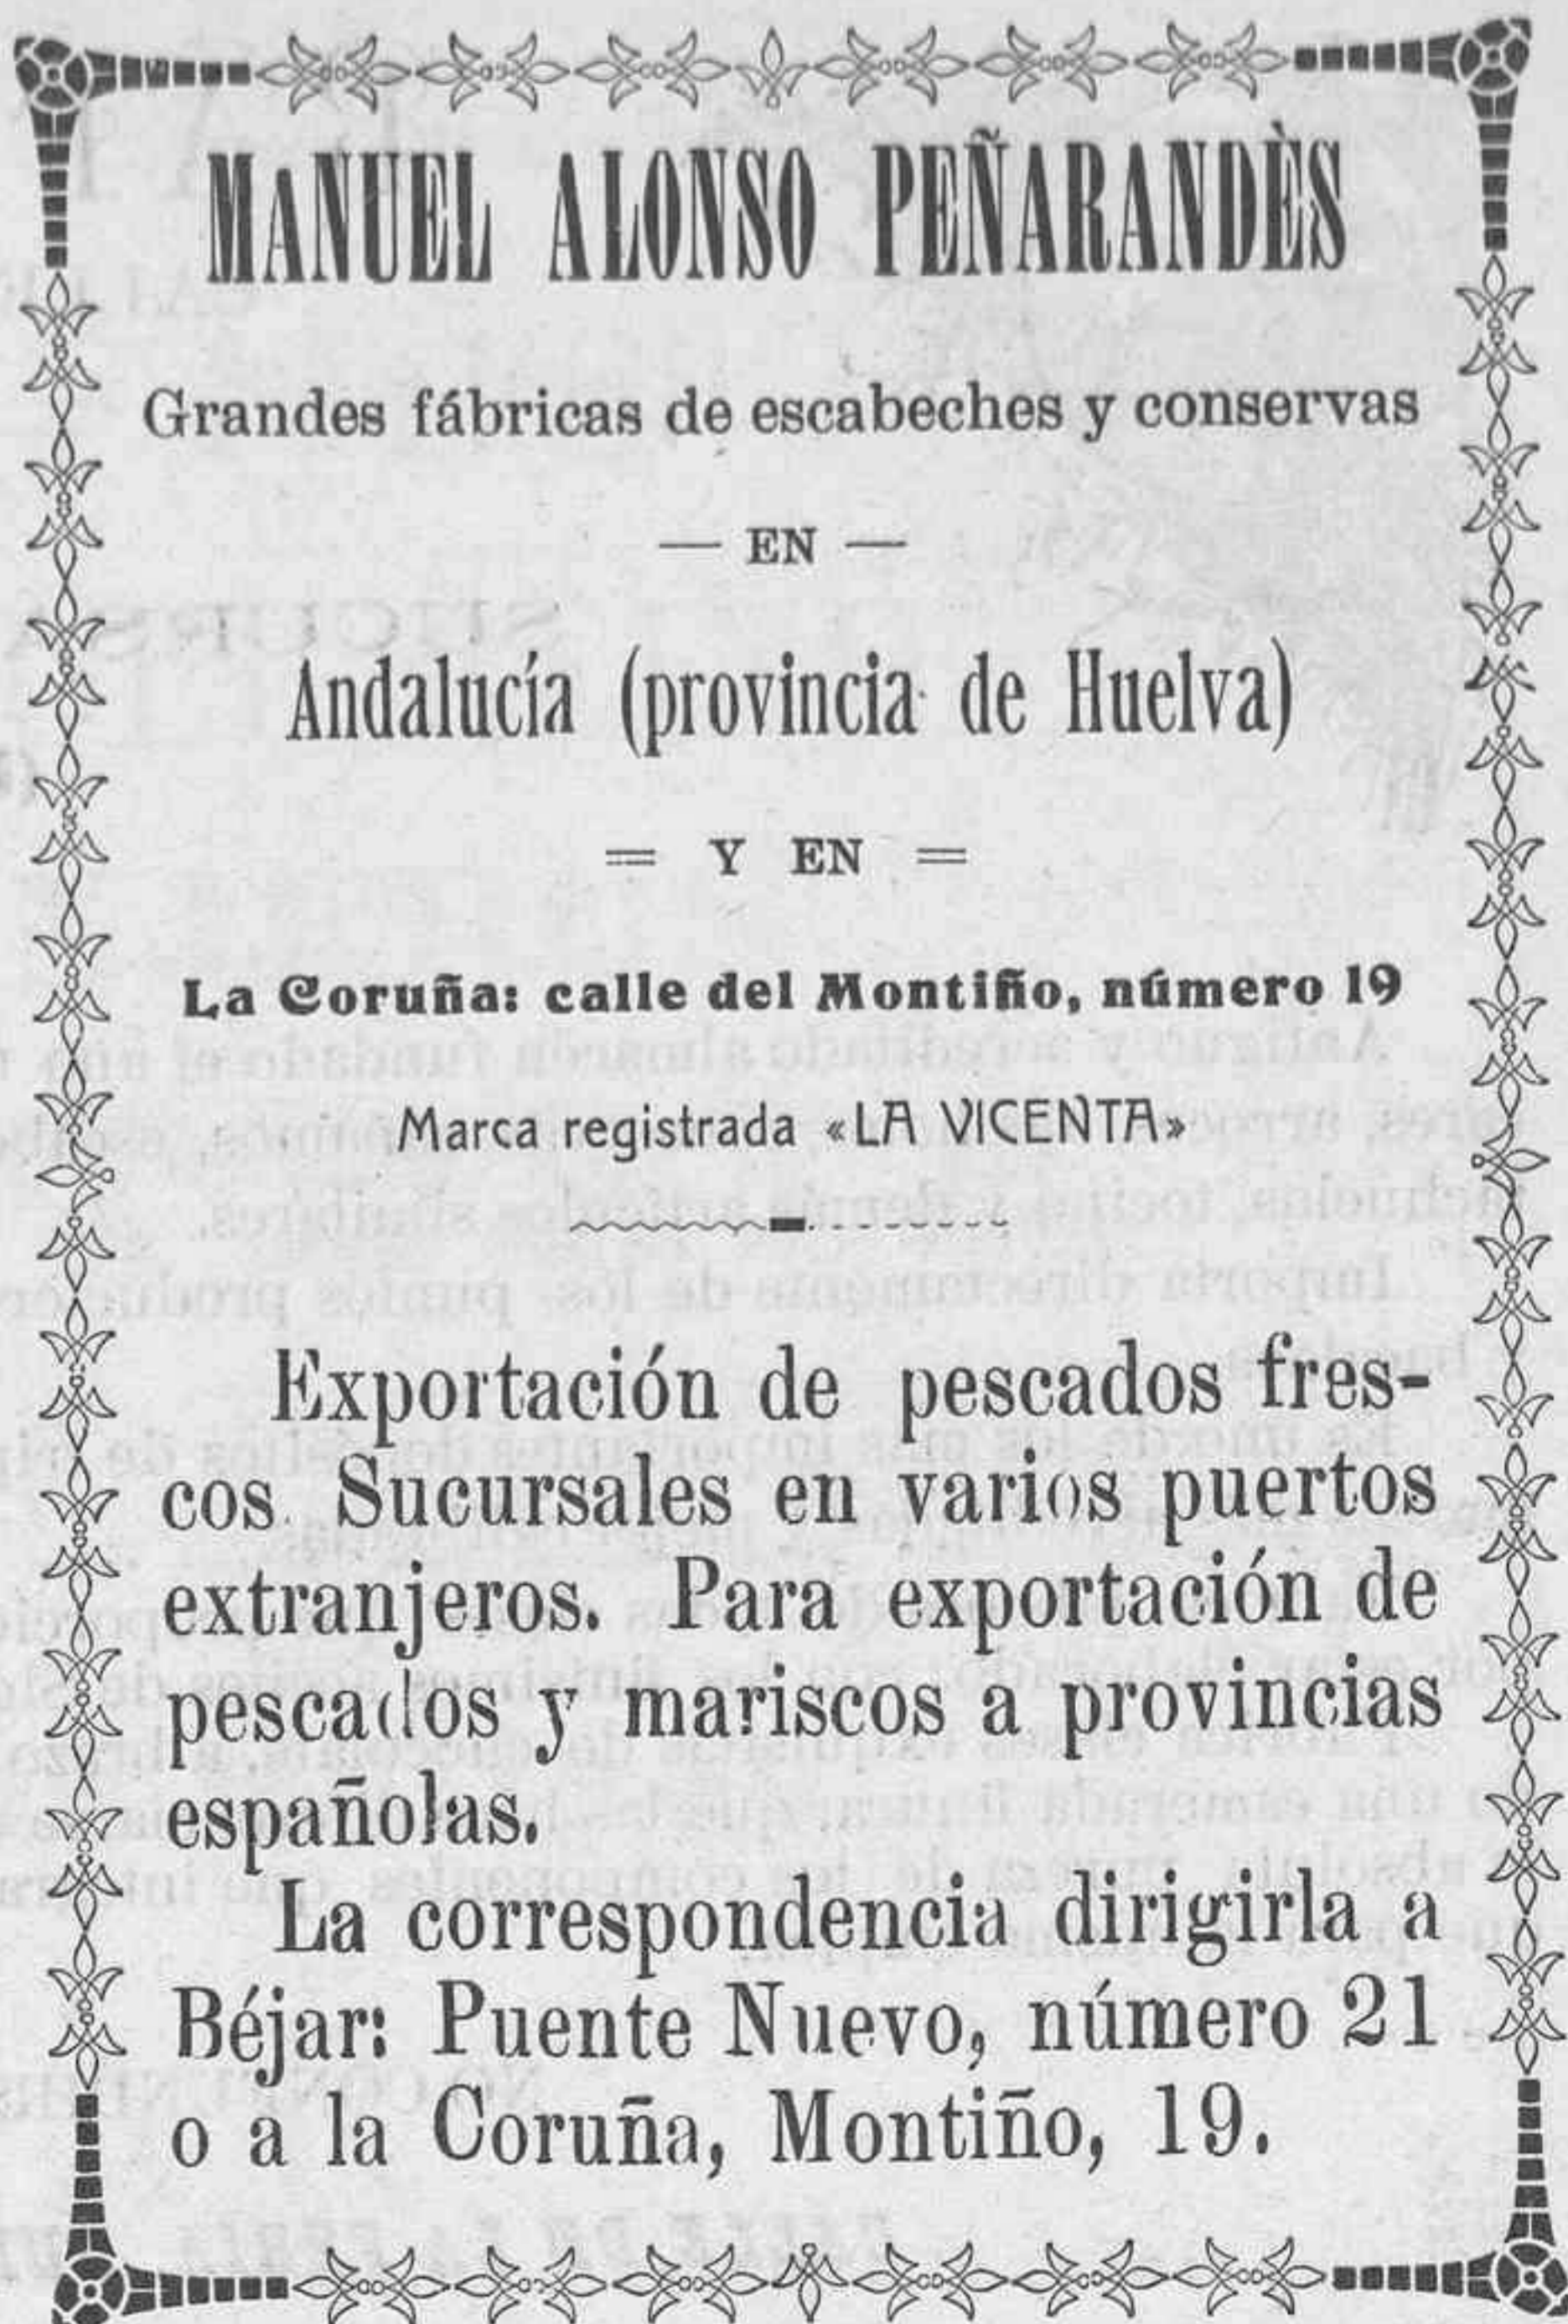 MANUEL ALONSO PEÑARANDÈS
Grandes fábricas de escabeches y conservas
— EN —
Andalucía (provincia de Huelva)
= Y EN =
La Coruña: calle del Montiño, número 19
Marca registrada «LA VICENTA»
Exportación de pescados fres-
cos. Sucursales en varios puertos
extranjeros. Para exportación de
pescados y mariscos a provincias
españolas.
La correspondencia dirigirla a
Béjar: Puente Nuevo, número 21
o a la Coruña, Montiño, 19.